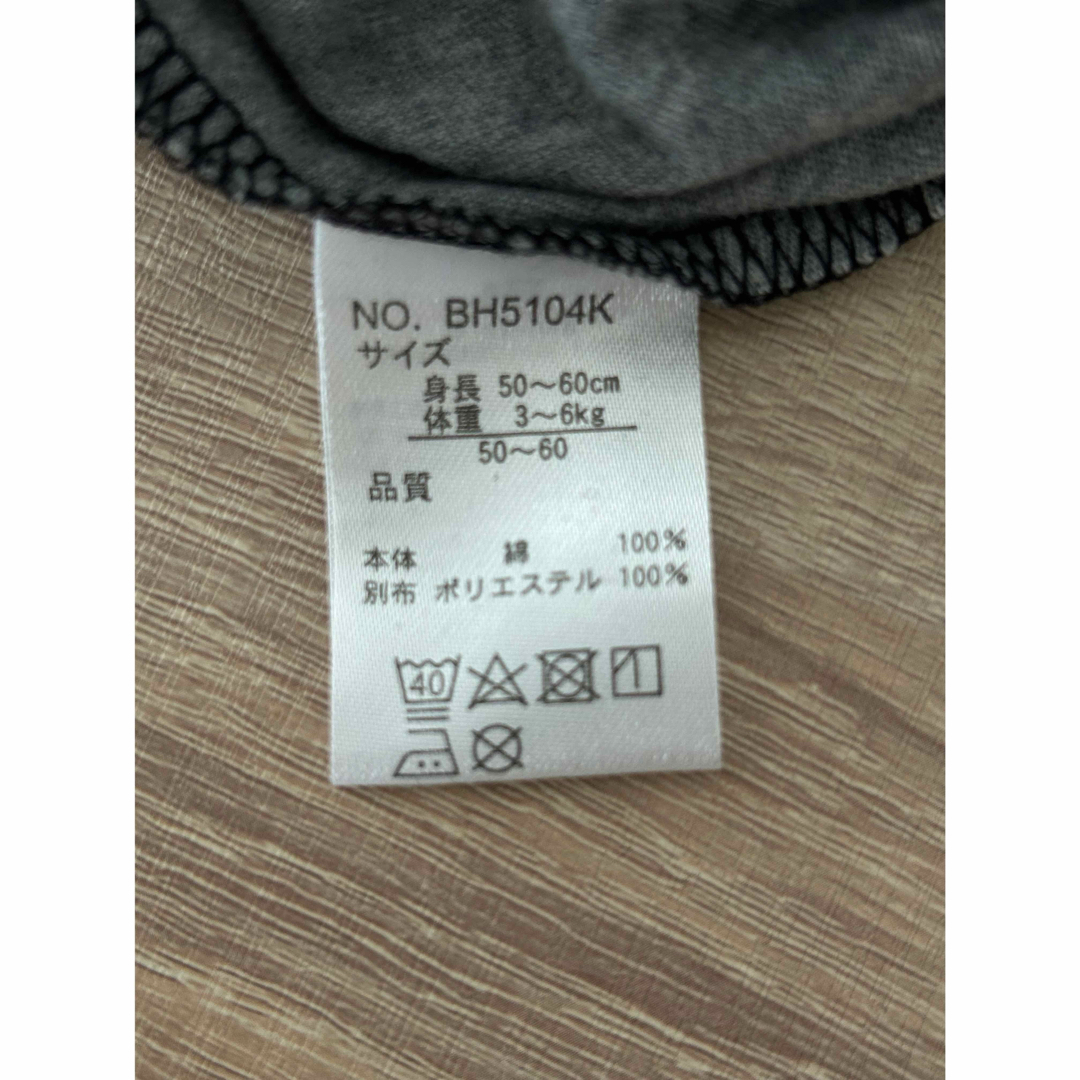 NO. BH5104K
サイズ
身長 50～60cm
体重 3～6kg
50～60
品質
本体 綿 100%
別布 ポリエステル 100%
40